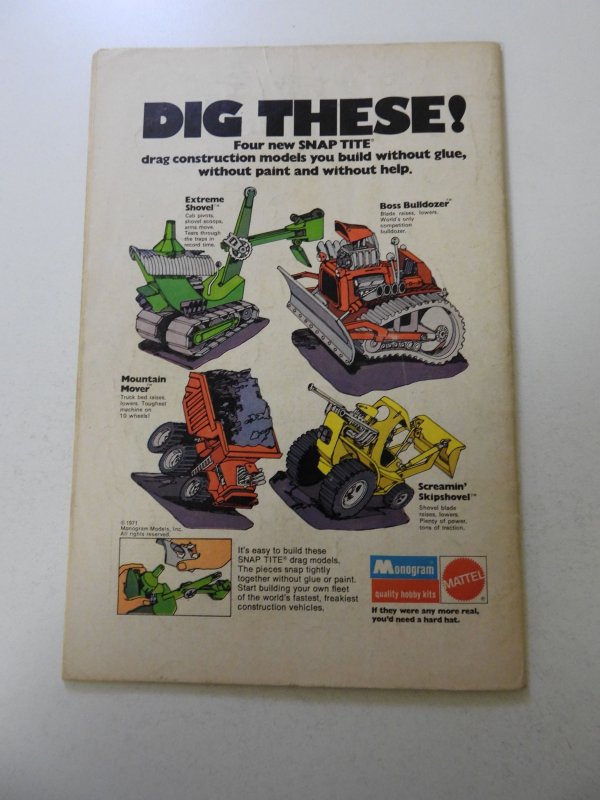 DIG THESE!
Four new SNAP TITE®
drag construction models you build without glue,
without paint and without help.
Extreme
Shovel™
Cab pivots,
shovel scoops,
arms move.
Tears through
the traps in
record time.
Boss Bulldozer™
Blade raises, lowers.
World's only
competition
bulldozer.
Mountain
Mover™
Truck bed raises,
lowers. Toughest
machine on
10 wheels!
Screamin'
Skipshovel™
Shovel blade
raises, lowers.
Plenty of power,
tons of traction.
©1971
Monogram Models, Inc.
All rights reserved.
It's easy to build these
SNAP TITE® drag models.
The pieces snap tightly
together without glue or paint.
Start building your own fleet
of the world's fastest, freakiest
construction vehicles.
Monogram
quality hobby kits
MATTEL
®
If they were any more real,
you'd need a hard hat.